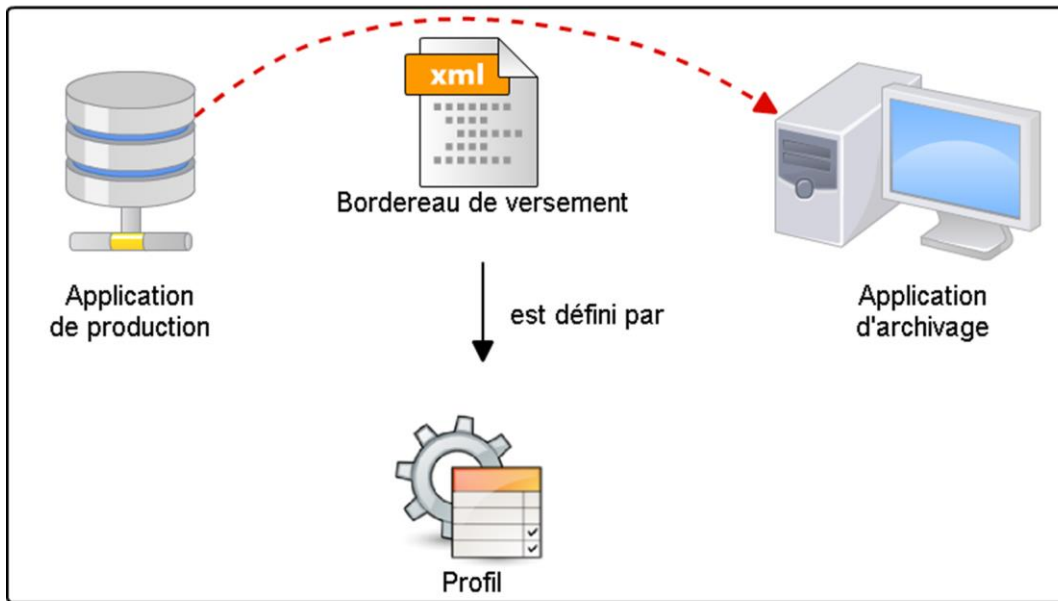 xml
Bordereau de versement
Application
de production
Application
d'archivage
est défini par
Profil